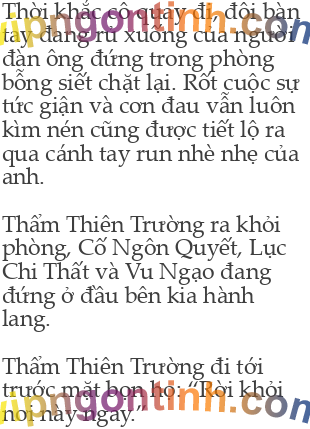 Thời khắc cô quay đi, đôi bàn
tay đang rũ xuống của người
đàn ông đứng trong phòng
bỗng siết chặt lại. Rốt cuộc sự
tức giận và cơn đau vẫn luôn
kìm nén cũng được tiết lộ ra
qua cánh tay run nhè nhẹ của
anh.

Thẩm Thiên Trường ra khỏi
phòng, Cố Ngôn Quyết, Lục
Chi Thất và Vu Ngạo đang
đứng ở đầu bên kia hành
lang.

Thẩm Thiên Trường đi tới
trước mặt bọn họ: “Rời khỏi
nơi này ngay.”
vipngontinh.com
vipngontinh.com